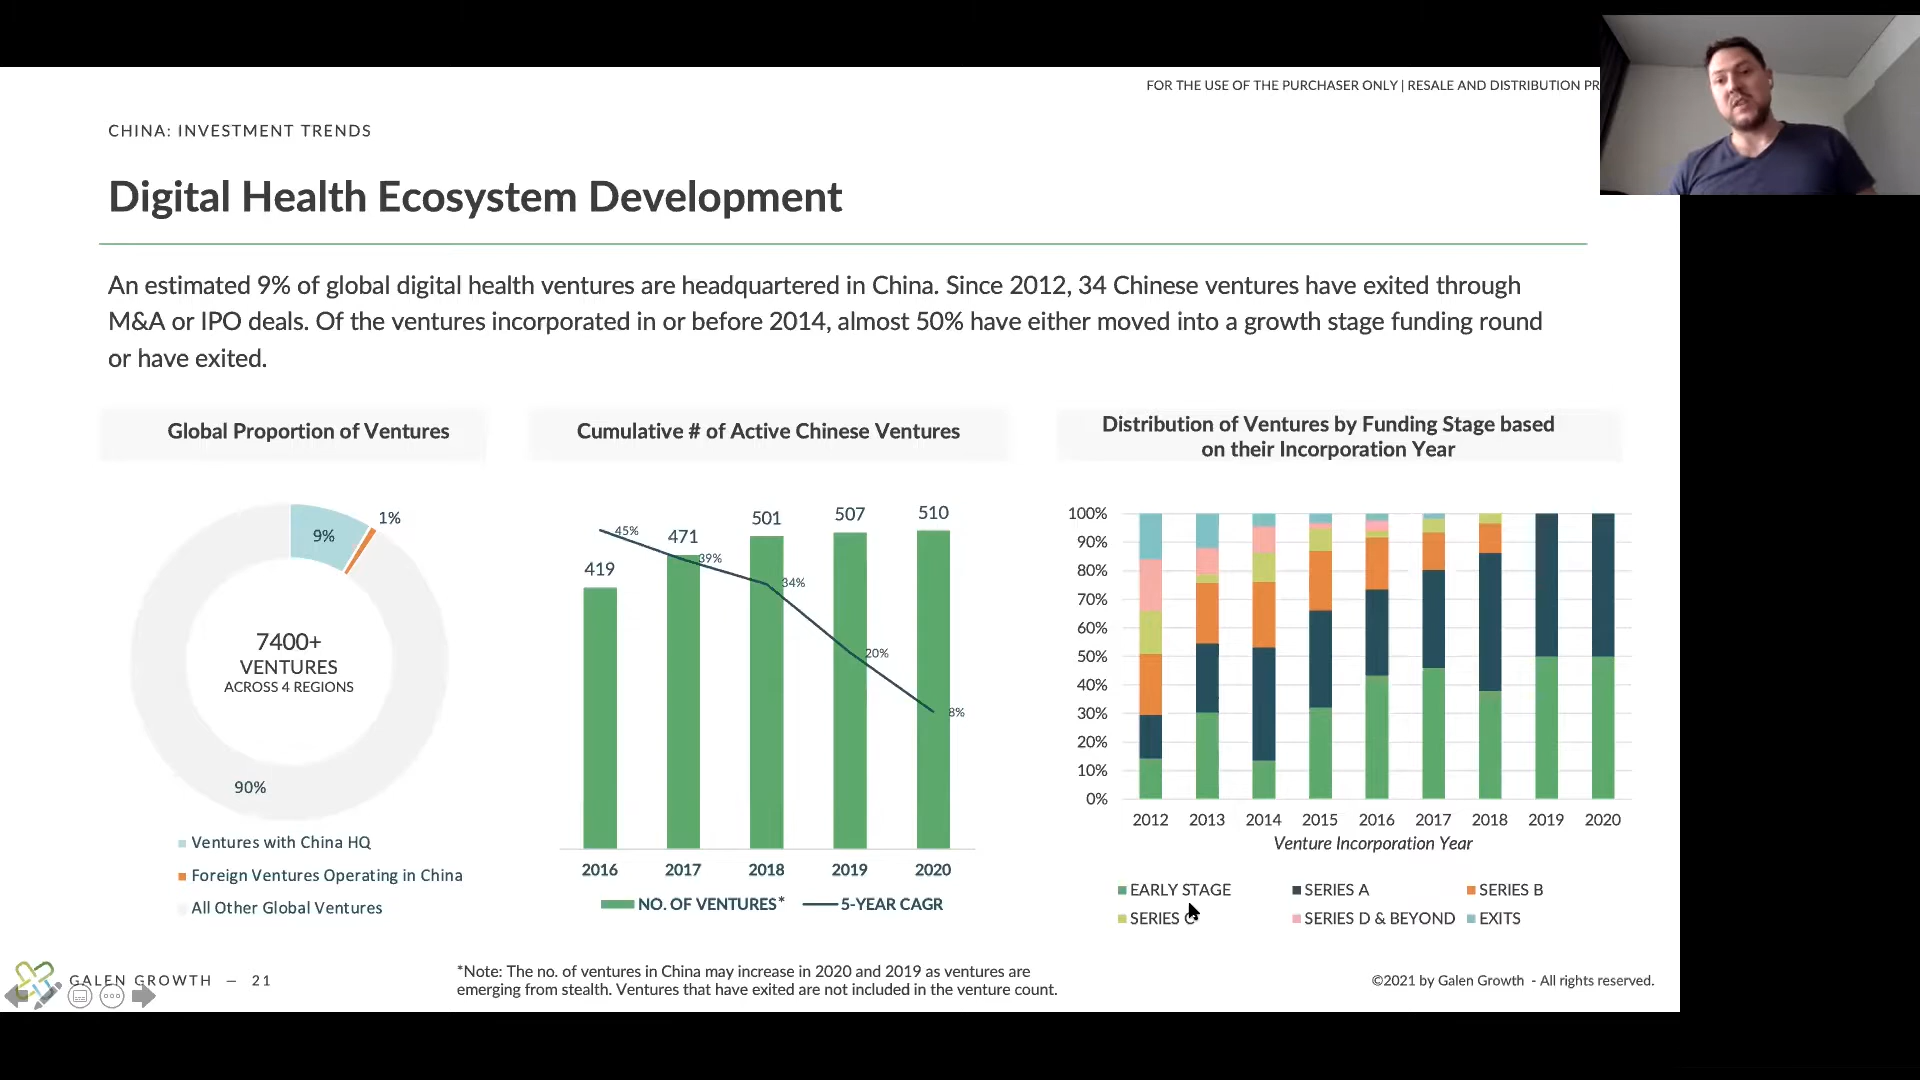 FOR THE USE OF THE PURCHASER ONLY | RESALE AND DISTRIBUTION PR
CHINA: INVESTMENT TRENDS
Digital Health Ecosystem Development
An estimated 9% of global digital health ventures are headquartered in China. Since 2012, 34 Chinese ventures have exited through
M&A or IPO deals. Of the ventures incorporated in or before 2014, almost 50% have either moved into a growth stage funding round
or have exited.
Global Proportion of Ventures
9%
1%
7400+
VENTURES
ACROSS 4 REGIONS
90%
Ventures with China HQ
Foreign Ventures Operating in China
All Other Global Ventures
Cumulative # of Active Chinese Ventures
419
471
501
507
510
45%
39%
34%
20%
8%
2016 2017 2018 2019 2020
NO. OF VENTURES* 5-YEAR CAGR
Distribution of Ventures by Funding Stage based
on their Incorporation Year
100%
90%
80%
70%
60%
50%
40%
30%
20%
10%
0%
2012 2013 2014 2015 2016 2017 2018 2019 2020
Venture Incorporation Year
EARLY STAGE SERIES A SERIES B
SERIES C SERIES D & BEYOND EXITS
GALEN GROWTH — 21
*Note: The no. of ventures in China may increase in 2020 and 2019 as ventures are
emerging from stealth. Ventures that have exited are not included in the venture count.
©2021 by Galen Growth - All rights reserved.